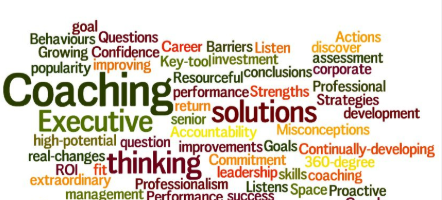 goal
Behaviours Questions Actions
Growing Confidence Career Barriers Listen discover
popularity improving Key-tool investment assessment
Resourceful conclusions corporate
Coaching performance Strengths Professional
return solutions Strategies
Executive senior development
Accountability Misconceptions
high-potential question improvements Goals Continually-developing
real-changes thinking Commitment 360-degree
ROI fit leadership skills coaching
extraordinary Professionalism Listens Space Proactive
management Performance success